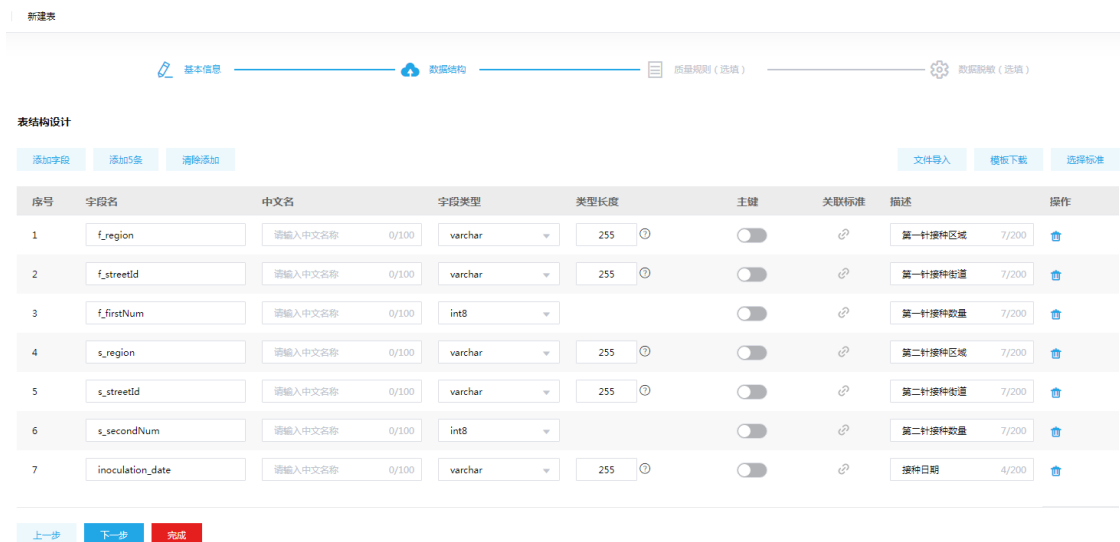 新建表
基本信息 数据结构 质量规则（选填） 数据脱敏（选填）
表结构设计
添加字段 添加5条 清除添加 文件导入 模板下载 选择标准
序号 字段名 中文名 字段类型 类型长度 主键 关联标准 描述 操作
1 f_region 请输入中文名称 0/100 varchar 255 第一针接种区域 7/200
2 f_streetId 请输入中文名称 0/100 varchar 255 第一针接种街道 7/200
3 f_firstNum 请输入中文名称 0/100 int8 第一针接种数量 7/200
4 s_region 请输入中文名称 0/100 varchar 255 第二针接种区域 7/200
5 s_streetId 请输入中文名称 0/100 varchar 255 第二针接种街道 7/200
6 s_secondNum 请输入中文名称 0/100 int8 第二针接种数量 7/200
7 inoculation_date 请输入中文名称 0/100 varchar 255 接种日期 4/200
上一步 下一步 完成